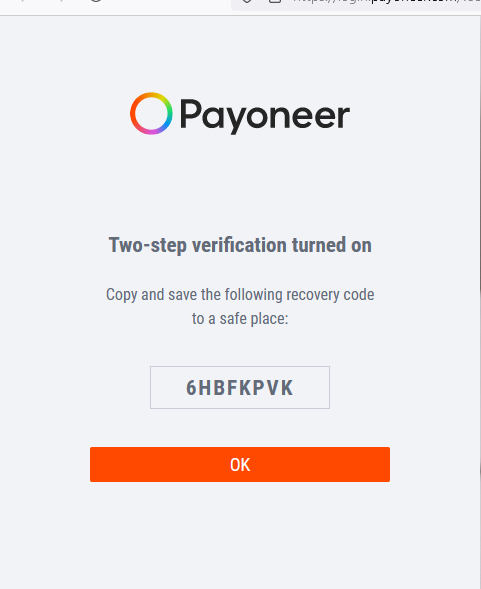 Payoneer
Two-step verification turned on
Copy and save the following recovery code
to a safe place:
6HBFKPVK
OK